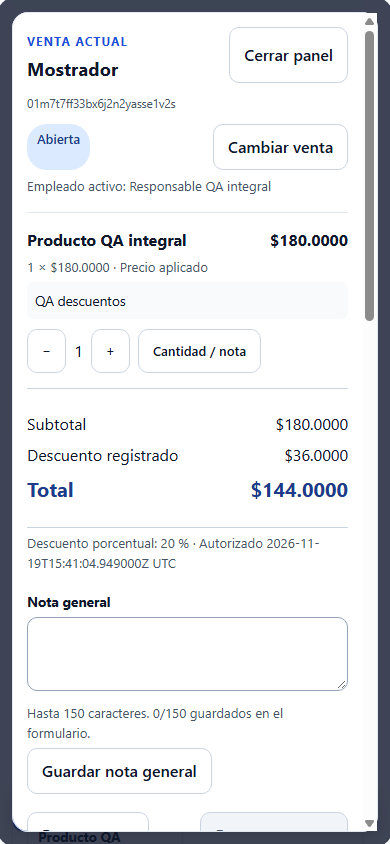 VENTA ACTUAL
Cerrar panel
Mostrador
01m7t7ff33bx6j2n2yasse1v2s
Abierta
Cambiar venta
Empleado activo: Responsable QA integral
Producto QA integral $180.0000
1 × $180.0000 · Precio aplicado
QA descuentos
− 1 + Cantidad / nota
Subtotal $180.0000
Descuento registrado $36.0000
Total $144.0000
Descuento porcentual: 20 % · Autorizado 2026-11-
19T15:41:04.949000Z UTC
Nota general
Hasta 150 caracteres. 0/150 guardados en el
formulario.
Guardar nota general
Producto QA